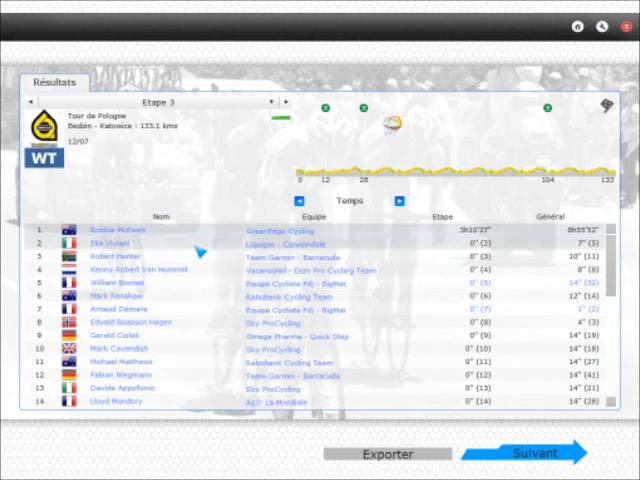 Résultats
Etape 3
Tour de Pologne
Bedzin - Katowice : 133.1 kms
12/07
WT
0 12 28 104 133
Temps
Nom Equipe Etape Général
1 Robbie McEwen GreenEdge Cycling 3h10'27" 8h55'52"
2 Elia Viviani Liquigas - Cannondale 0" (2) 7" (5)
3 Robert Hunter Team Garmin - Barracuda 0" (3) 10" (11)
4 Kenny Robert Van Hummel Vacansoleil - Dcm Pro Cycling Team 0" (4) 8" (8)
5 William Bonnet Equipe Cycliste Fdj - BigMat 0" (5) 14" (32)
6 Mark Renshaw Rabobank Cycling Team 0" (6) 12" (14)
7 Arnaud Démare Equipe Cycliste Fdj - BigMat 0" (7) 1" (2)
8 Edvald Boasson Hagen Sky ProCycling 0" (8) 4" (3)
9 Gerald Ciolek Omega Pharma - Quick Step 0" (9) 14" (19)
10 Mark Cavendish Sky ProCycling 0" (10) 14" (18)
11 Michael Matthews Rabobank Cycling Team 0" (11) 14" (27)
12 Fabian Wegmann Team Garmin - Barracuda 0" (12) 14" (41)
13 Davide Appollonio Sky ProCycling 0" (13) 14" (21)
14 Lloyd Mondory Ag2r La Mondiale 0" (14) 14" (28)
Exporter
Suivant